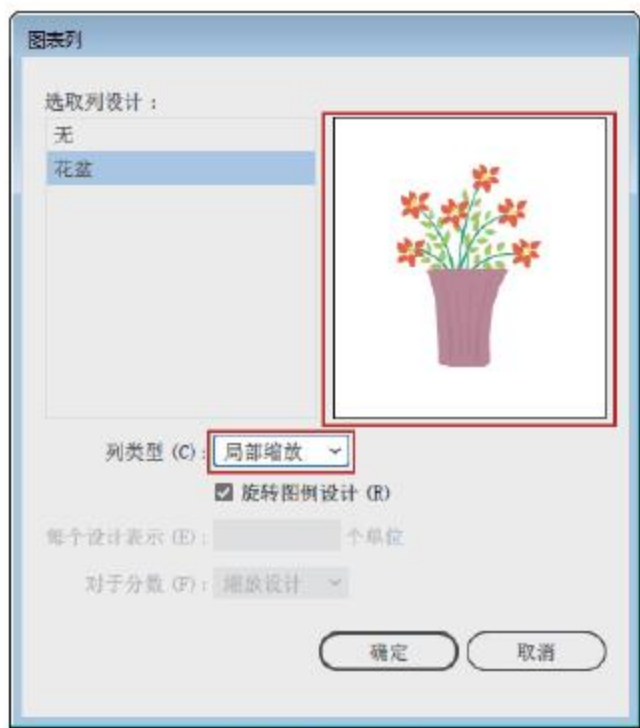 图表列
选取列设计：
无
花盆
列类型 (C)：局部缩放
旋转图例设计 (R)
每个设计表示 (E)： 个单位
对于分数 (F)：缩放设计
确定 取消